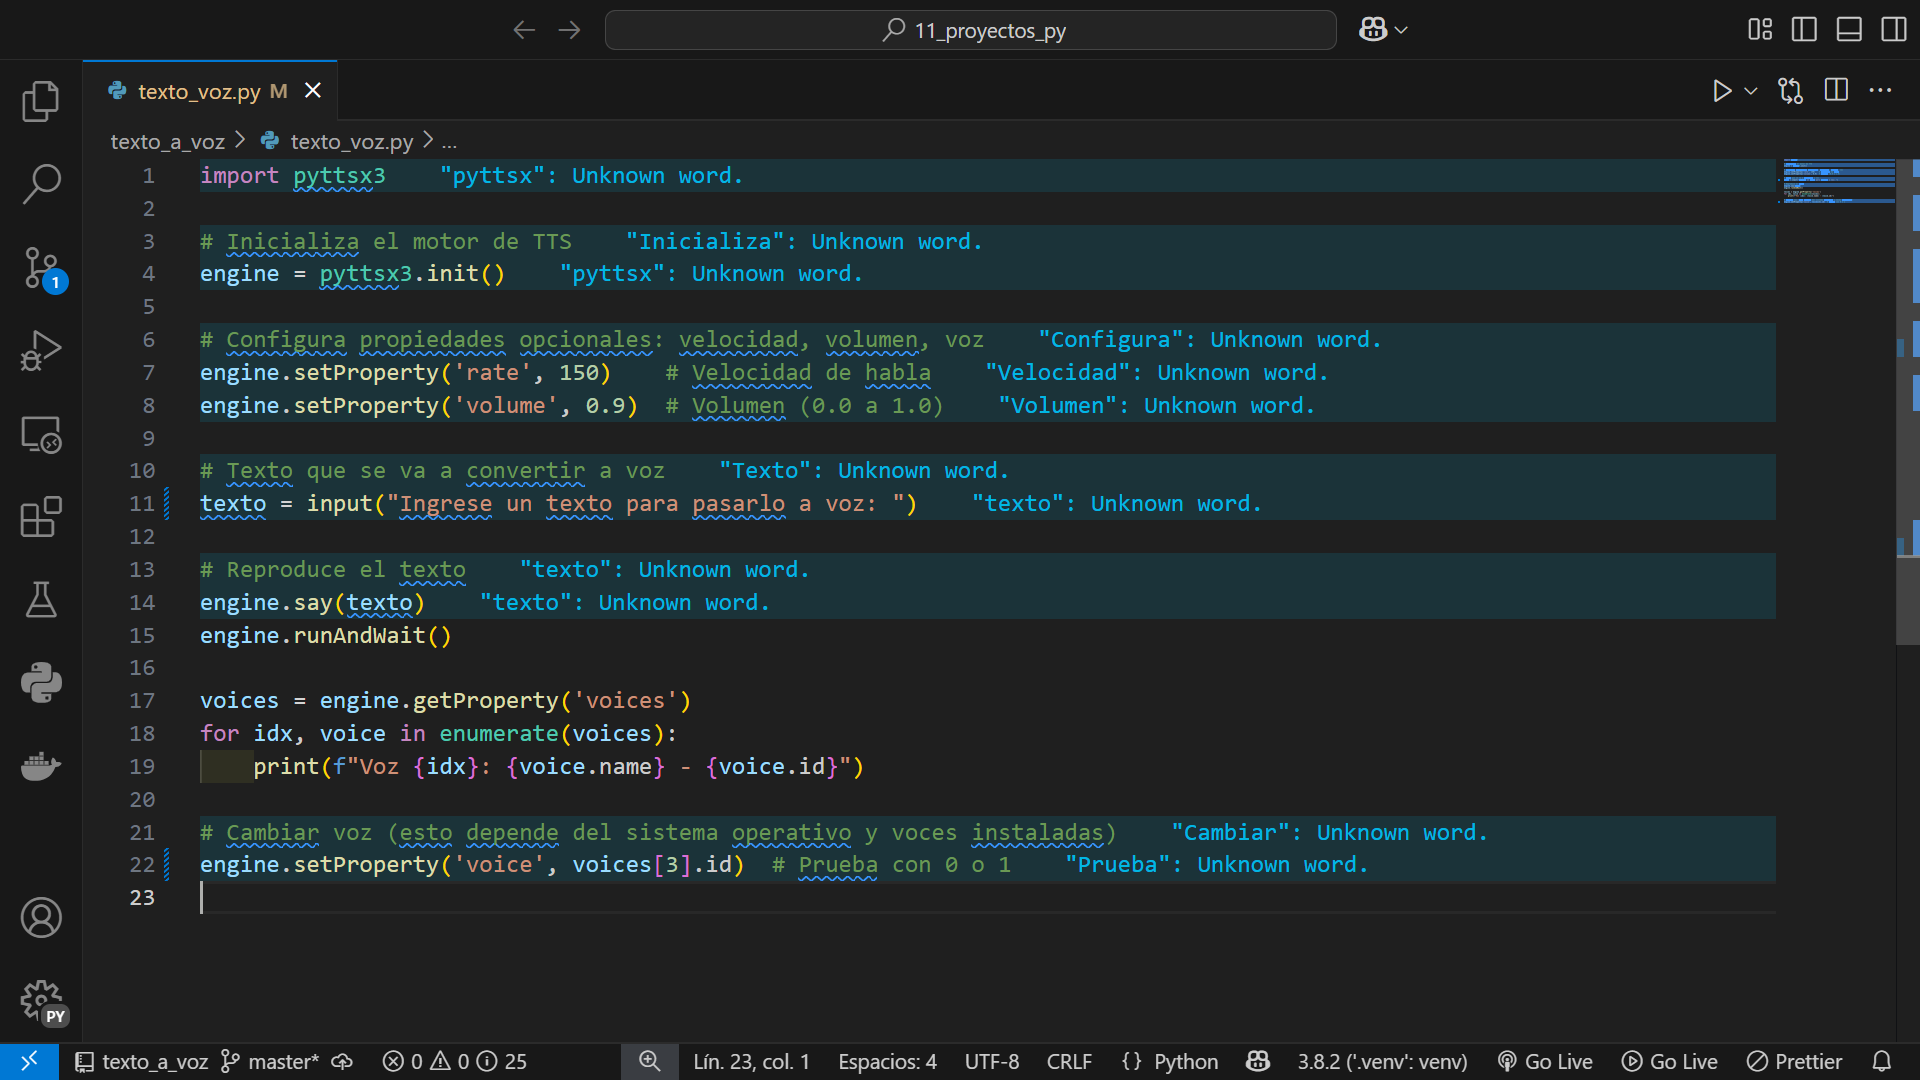 11_proyectos_py
texto_voz.py M
texto_a_voz > texto_voz.py > ...
1 import pyttsx3 "pyttsx": Unknown word.
2
3 # Inicializa el motor de TTS "Inicializa": Unknown word.
4 engine = pyttsx3.init() "pyttsx": Unknown word.
5
6 # Configura propiedades opcionales: velocidad, volumen, voz "Configura": Unknown word.
7 engine.setProperty('rate', 150) # Velocidad de habla "Velocidad": Unknown word.
8 engine.setProperty('volume', 0.9) # Volumen (0.0 a 1.0) "Volumen": Unknown word.
9
10 # Texto que se va a convertir a voz "Texto": Unknown word.
11 texto = input("Ingrese un texto para pasarlo a voz: ") "texto": Unknown word.
12
13 # Reproduce el texto "texto": Unknown word.
14 engine.say(texto) "texto": Unknown word.
15 engine.runAndWait()
16
17 voices = engine.getProperty('voices')
18 for idx, voice in enumerate(voices):
19 print(f"Voz {idx}: {voice.name} - {voice.id}")
20
21 # Cambiar voz (esto depende del sistema operativo y voces instaladas) "Cambiar": Unknown word.
22 engine.setProperty('voice', voices[3].id) # Prueba con 0 o 1 "Prueba": Unknown word.
23
1
PY
texto_a_voz master* 0 0 25 Lín. 23, col. 1 Espacios: 4 UTF-8 CRLF {} Python 3.8.2 ('.venv': venv) Go Live Go Live Prettier